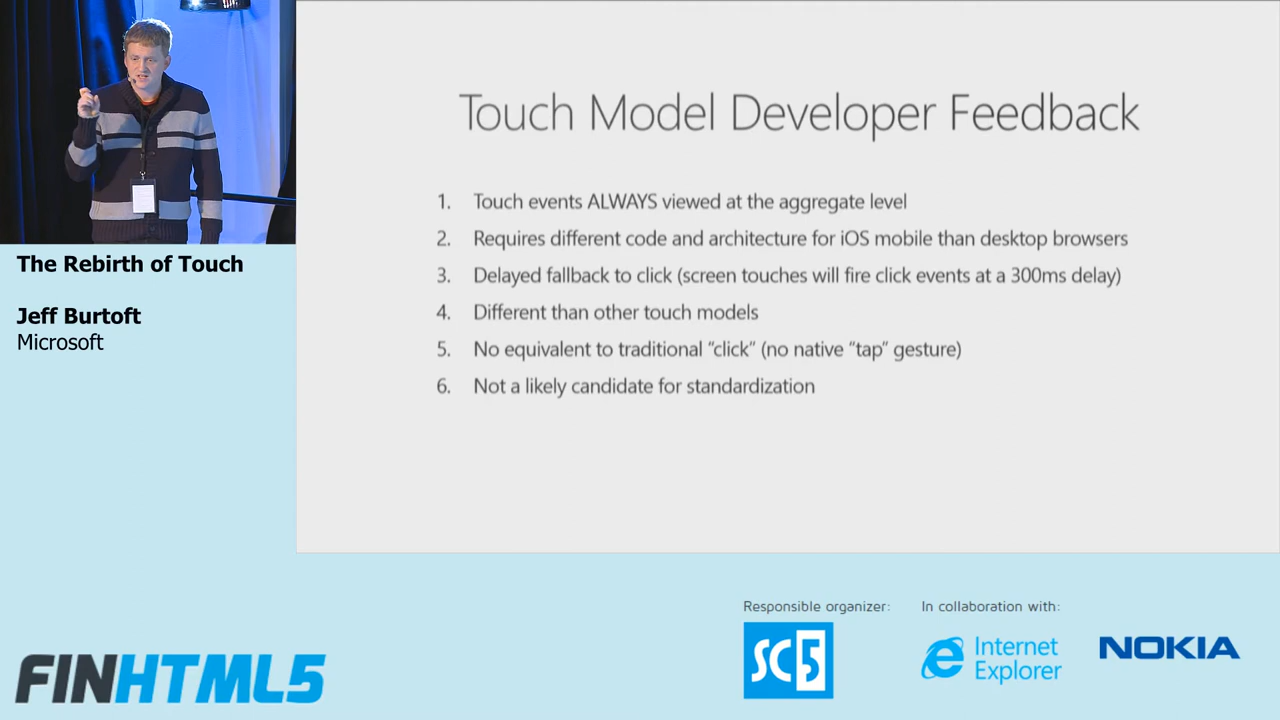 Touch Model Developer Feedback
1. Touch events ALWAYS viewed at the aggregate level
2. Requires different code and architecture for iOS mobile than desktop browsers
3. Delayed fallback to click (screen touches will fire click events at a 300ms delay)
4. Different than other touch models
5. No equivalent to traditional “click” (no native “tap” gesture)
6. Not a likely candidate for standardization
The Rebirth of Touch
Jeff Burtoft
Microsoft
Responsible organizer:
SC5
In collaboration with:
Internet
Explorer
NOKIA
FINHTML5